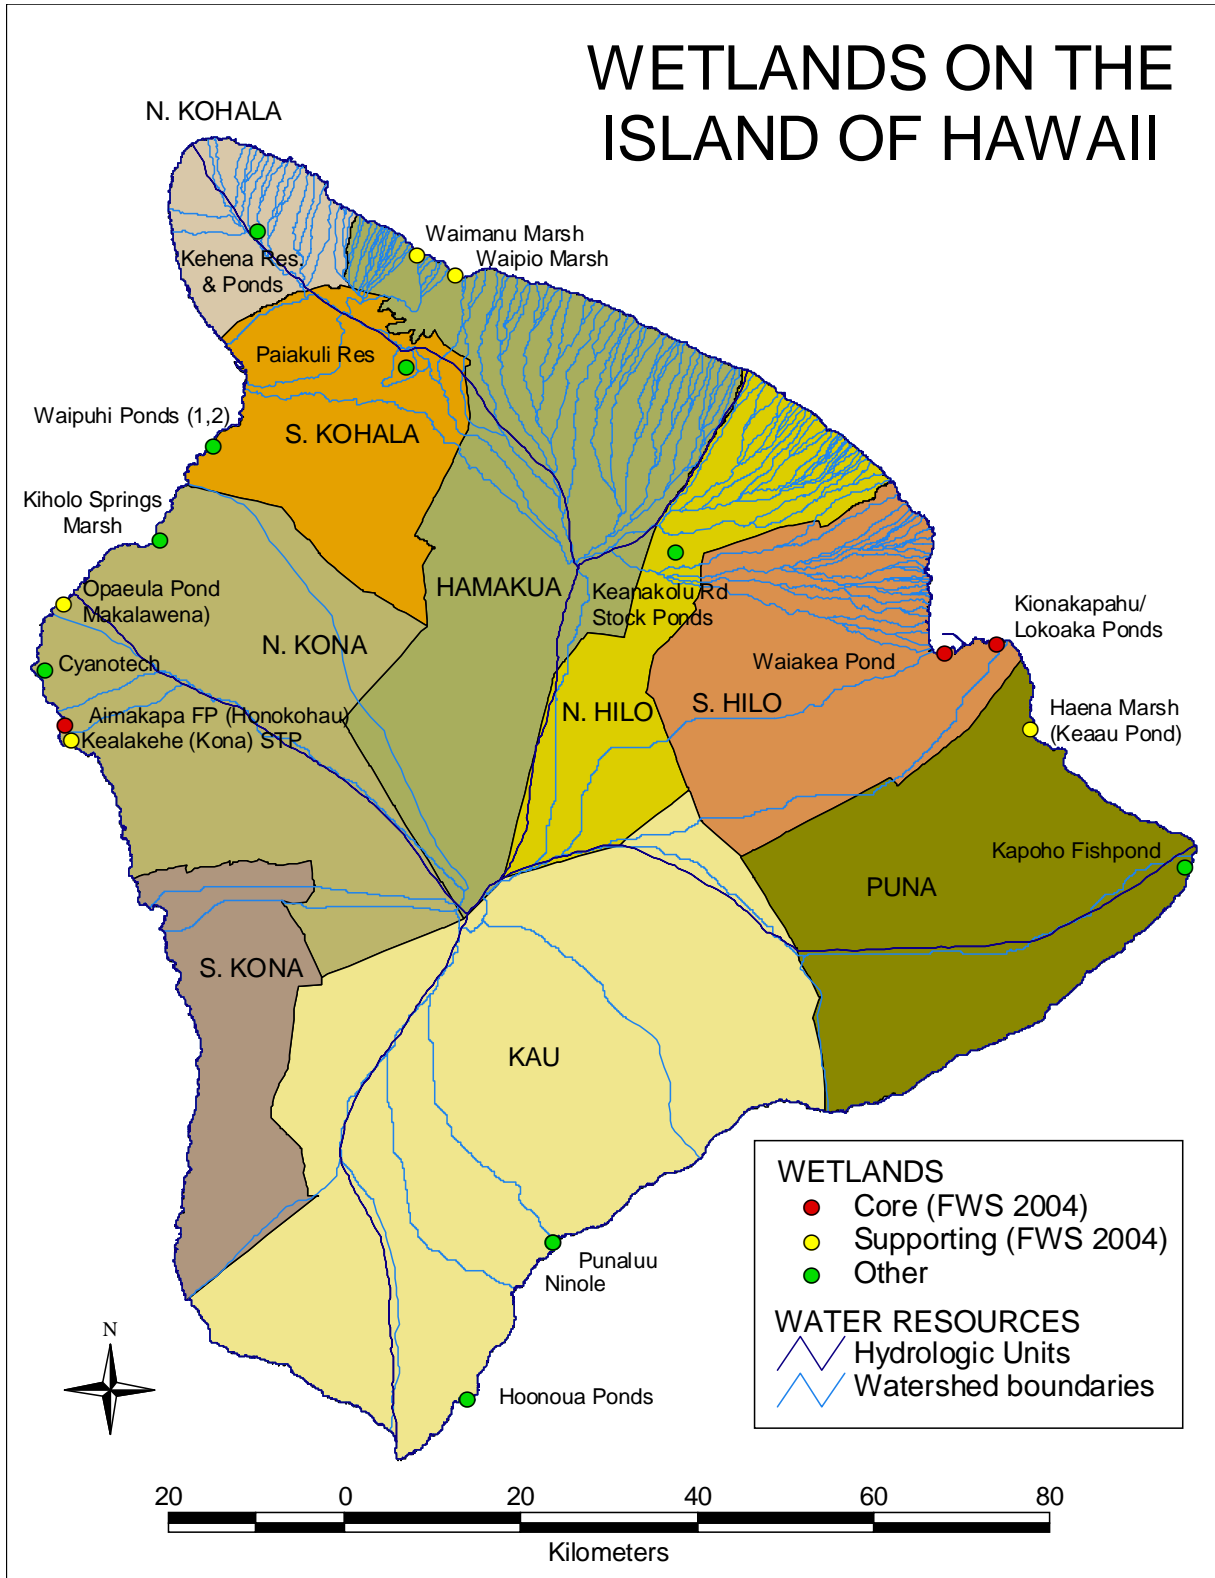 WETLANDS ON THE
ISLAND OF HAWAII
N. KOHALA
Waimanu Marsh
Waipio Marsh
Kehena Res.
& Ponds
Paiakuli Res
Waipuhi Ponds (1,2)
S. KOHALA
Kiholo Springs
Marsh
HAMAKUA
Keanakolu Rd
Stock Ponds
Opaeula Pond
Makalawena)
Kionakapahu/
Lokoaka Ponds
N. KONA
Cyanotech
Waiakea Pond
S. HILO
N. HILO
Haena Marsh
(Keaau Pond)
Aimakapa FP (Honokohau)
Kealakehe (Kona) STP
Kapoho Fishpond
PUNA
S. KONA
KAU
Punaluu
Ninole
Hoonoua Ponds
WETLANDS
Core (FWS 2004)
Supporting (FWS 2004)
Other
WATER RESOURCES
Hydrologic Units
Watershed boundaries
N
20 0 20 40 60 80
Kilometers